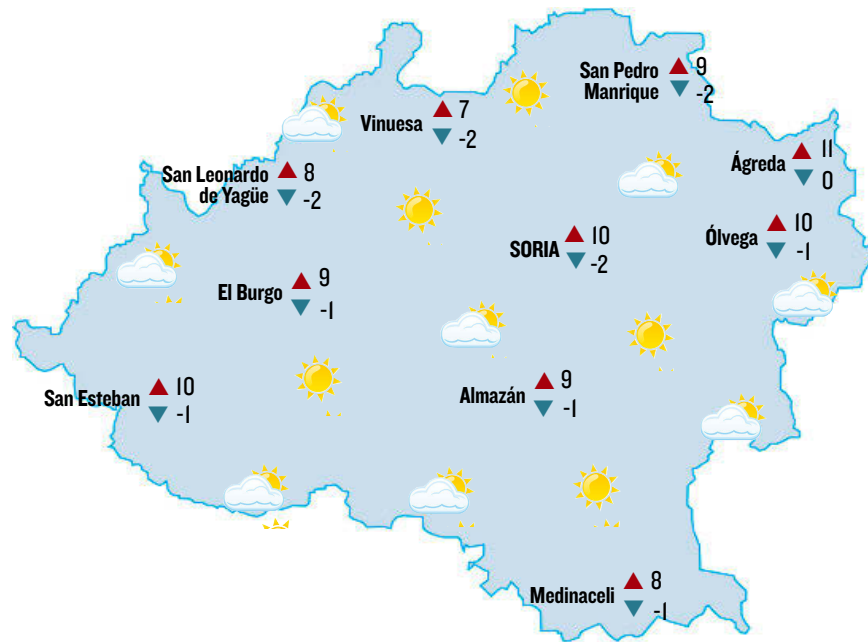 San Pedro
Manrique
9
-2
Vinuesa
7
-2
Ágreda
11
0
San Leonardo
de Yagüe
8
-2
SORIA
10
-2
Ólvega
10
-1
El Burgo
9
-1
San Esteban
10
-1
Almazán
9
-1
Medinaceli
8
-1